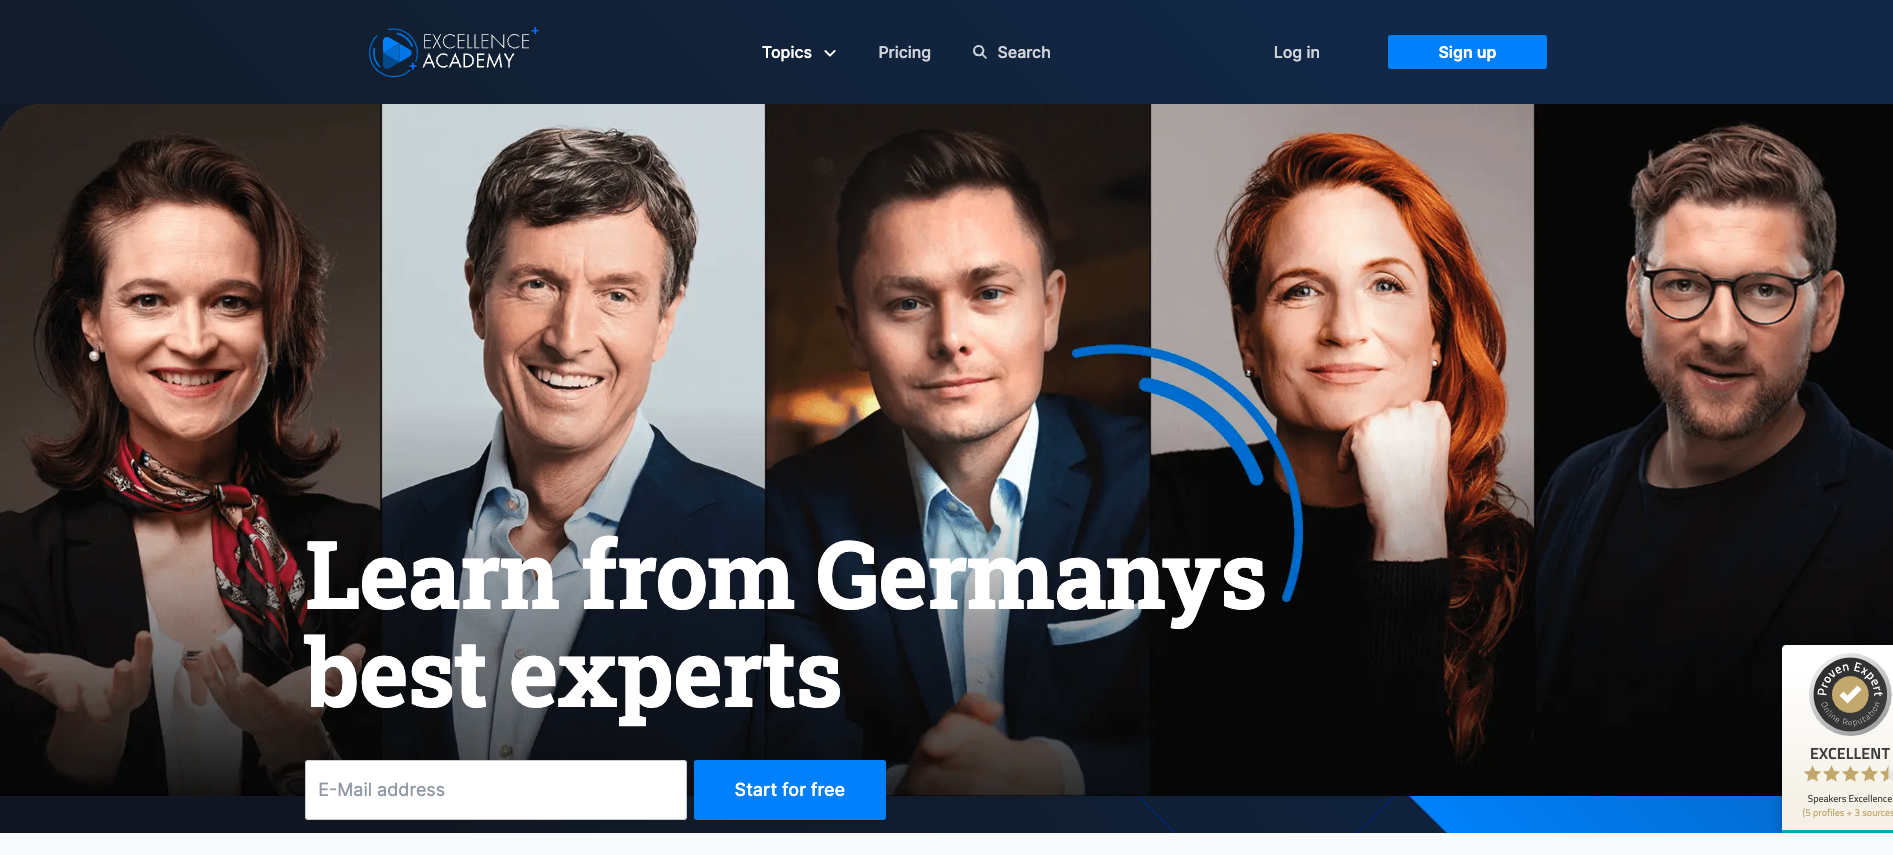 EXCELLENCE+
ACADEMY
Topics
Pricing
Search
Log in
Sign up
Learn from Germanys
best experts
E-Mail address
Start for free
Proven Expert
Online Reputation
EXCELLENT
Speakers Excellence
(5 profiles + 3 sources